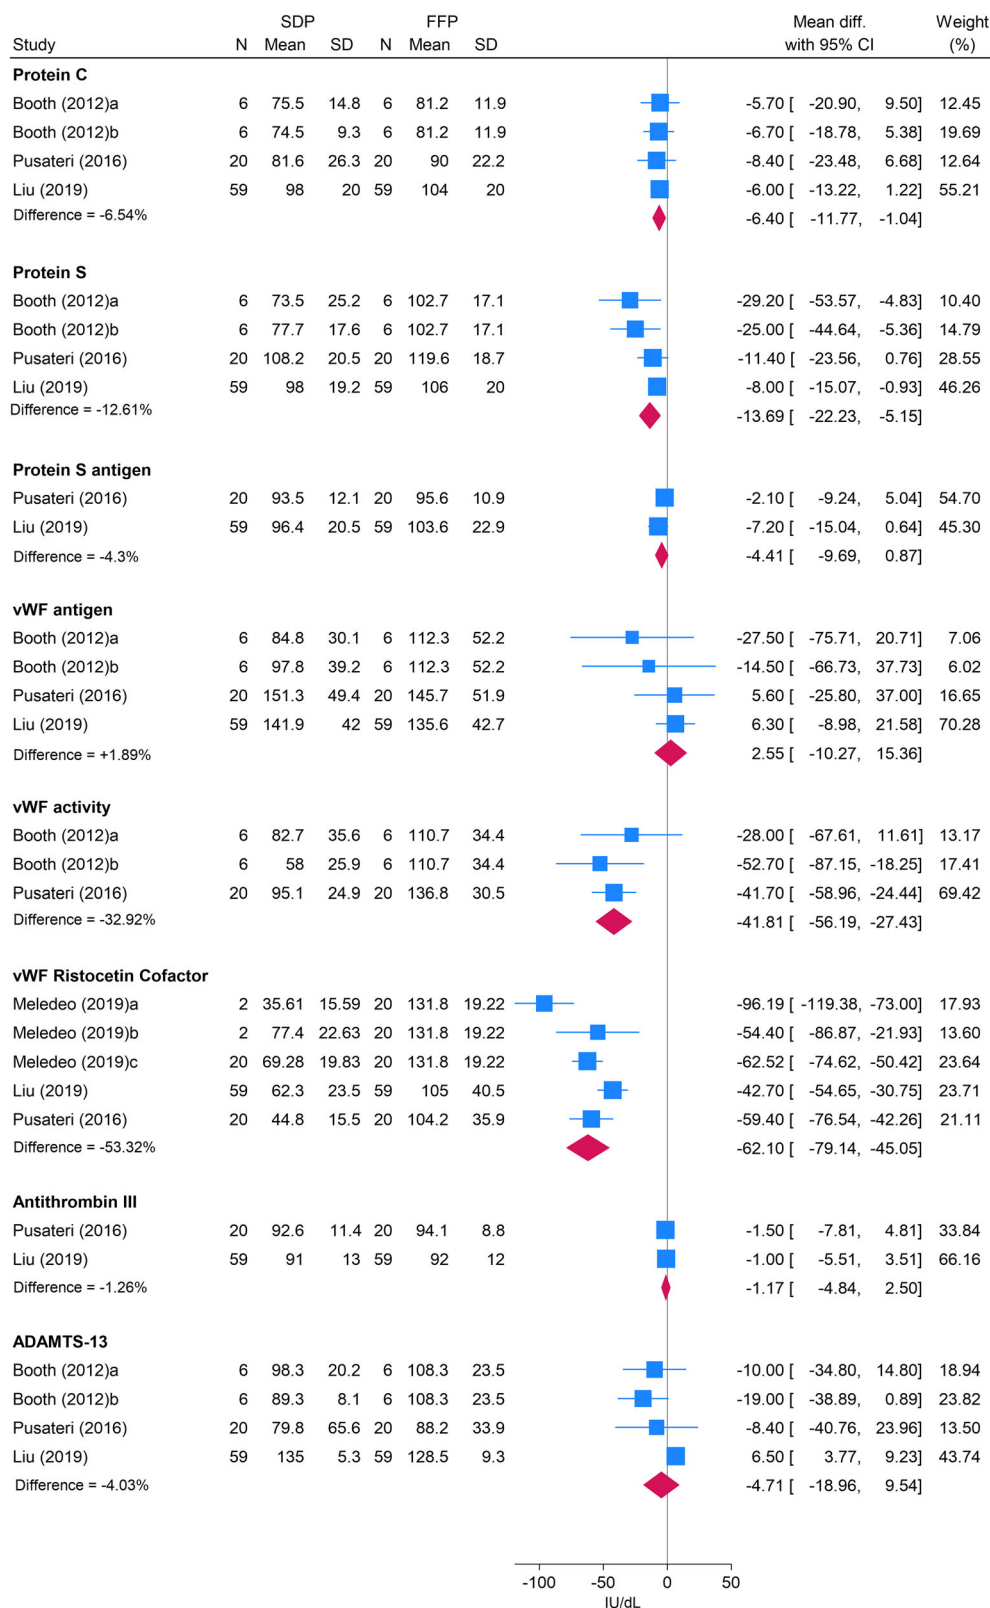 SDP FFP Mean diff. Weight
Study N Mean SD N Mean SD with 95% CI (%)
Protein C
Booth (2012)a 6 75.5 14.8 6 81.2 11.9 -5.70 [ -20.90, 9.50] 12.45
Booth (2012)b 6 74.5 9.3 6 81.2 11.9 -6.70 [ -18.78, 5.38] 19.69
Pusateri (2016) 20 81.6 26.3 20 90 22.2 -8.40 [ -23.48, 6.68] 12.64
Liu (2019) 59 98 20 59 104 20 -6.00 [ -13.22, 1.22] 55.21
Difference = -6.54% -6.40 [ -11.77, -1.04]
Protein S
Booth (2012)a 6 73.5 25.2 6 102.7 17.1 -29.20 [ -53.57, -4.83] 10.40
Booth (2012)b 6 77.7 17.6 6 102.7 17.1 -25.00 [ -44.64, -5.36] 14.79
Pusateri (2016) 20 108.2 20.5 20 119.6 18.7 -11.40 [ -23.56, 0.76] 28.55
Liu (2019) 59 98 19.2 59 106 20 -8.00 [ -15.07, -0.93] 46.26
Difference = -12.61% -13.69 [ -22.23, -5.15]
Protein S antigen
Pusateri (2016) 20 93.5 12.1 20 95.6 10.9 -2.10 [ -9.24, 5.04] 54.70
Liu (2019) 59 96.4 20.5 59 103.6 22.9 -7.20 [ -15.04, 0.64] 45.30
Difference = -4.3% -4.41 [ -9.69, 0.87]
vWF antigen
Booth (2012)a 6 84.8 30.1 6 112.3 52.2 -27.50 [ -75.71, 20.71] 7.06
Booth (2012)b 6 97.8 39.2 6 112.3 52.2 -14.50 [ -66.73, 37.73] 6.02
Pusateri (2016) 20 151.3 49.4 20 145.7 51.9 5.60 [ -25.80, 37.00] 16.65
Liu (2019) 59 141.9 42 59 135.6 42.7 6.30 [ -8.98, 21.58] 70.28
Difference = +1.89% 2.55 [ -10.27, 15.36]
vWF activity
Booth (2012)a 6 82.7 35.6 6 110.7 34.4 -28.00 [ -67.61, 11.61] 13.17
Booth (2012)b 6 58 25.9 6 110.7 34.4 -52.70 [ -87.15, -18.25] 17.41
Pusateri (2016) 20 95.1 24.9 20 136.8 30.5 -41.70 [ -58.96, -24.44] 69.42
Difference = -32.92% -41.81 [ -56.19, -27.43]
vWF Ristocetin Cofactor
Meledeo (2019)a 2 35.61 15.59 20 131.8 19.22 -96.19 [ -119.38, -73.00] 17.93
Meledeo (2019)b 2 77.4 22.63 20 131.8 19.22 -54.40 [ -86.87, -21.93] 13.60
Meledeo (2019)c 20 69.28 19.83 20 131.8 19.22 -62.52 [ -74.62, -50.42] 23.64
Liu (2019) 59 62.3 23.5 59 105 40.5 -42.70 [ -54.65, -30.75] 23.71
Pusateri (2016) 20 44.8 15.5 20 104.2 35.9 -59.40 [ -76.54, -42.26] 21.11
Difference = -53.32% -62.10 [ -79.14, -45.05]
Antithrombin III
Pusateri (2016) 20 92.6 11.4 20 94.1 8.8 -1.50 [ -7.81, 4.81] 33.84
Liu (2019) 59 91 13 59 92 12 -1.00 [ -5.51, 3.51] 66.16
Difference = -1.26% -1.17 [ -4.84, 2.50]
ADAMTS-13
Booth (2012)a 6 98.3 20.2 6 108.3 23.5 -10.00 [ -34.80, 14.80] 18.94
Booth (2012)b 6 89.3 8.1 6 108.3 23.5 -19.00 [ -38.89, 0.89] 23.82
Pusateri (2016) 20 79.8 65.6 20 88.2 33.9 -8.40 [ -40.76, 23.96] 13.50
Liu (2019) 59 135 5.3 59 128.5 9.3 6.50 [ 3.77, 9.23] 43.74
Difference = -4.03% -4.71 [ -18.96, 9.54]
-100 -50 0 50
IU/dL